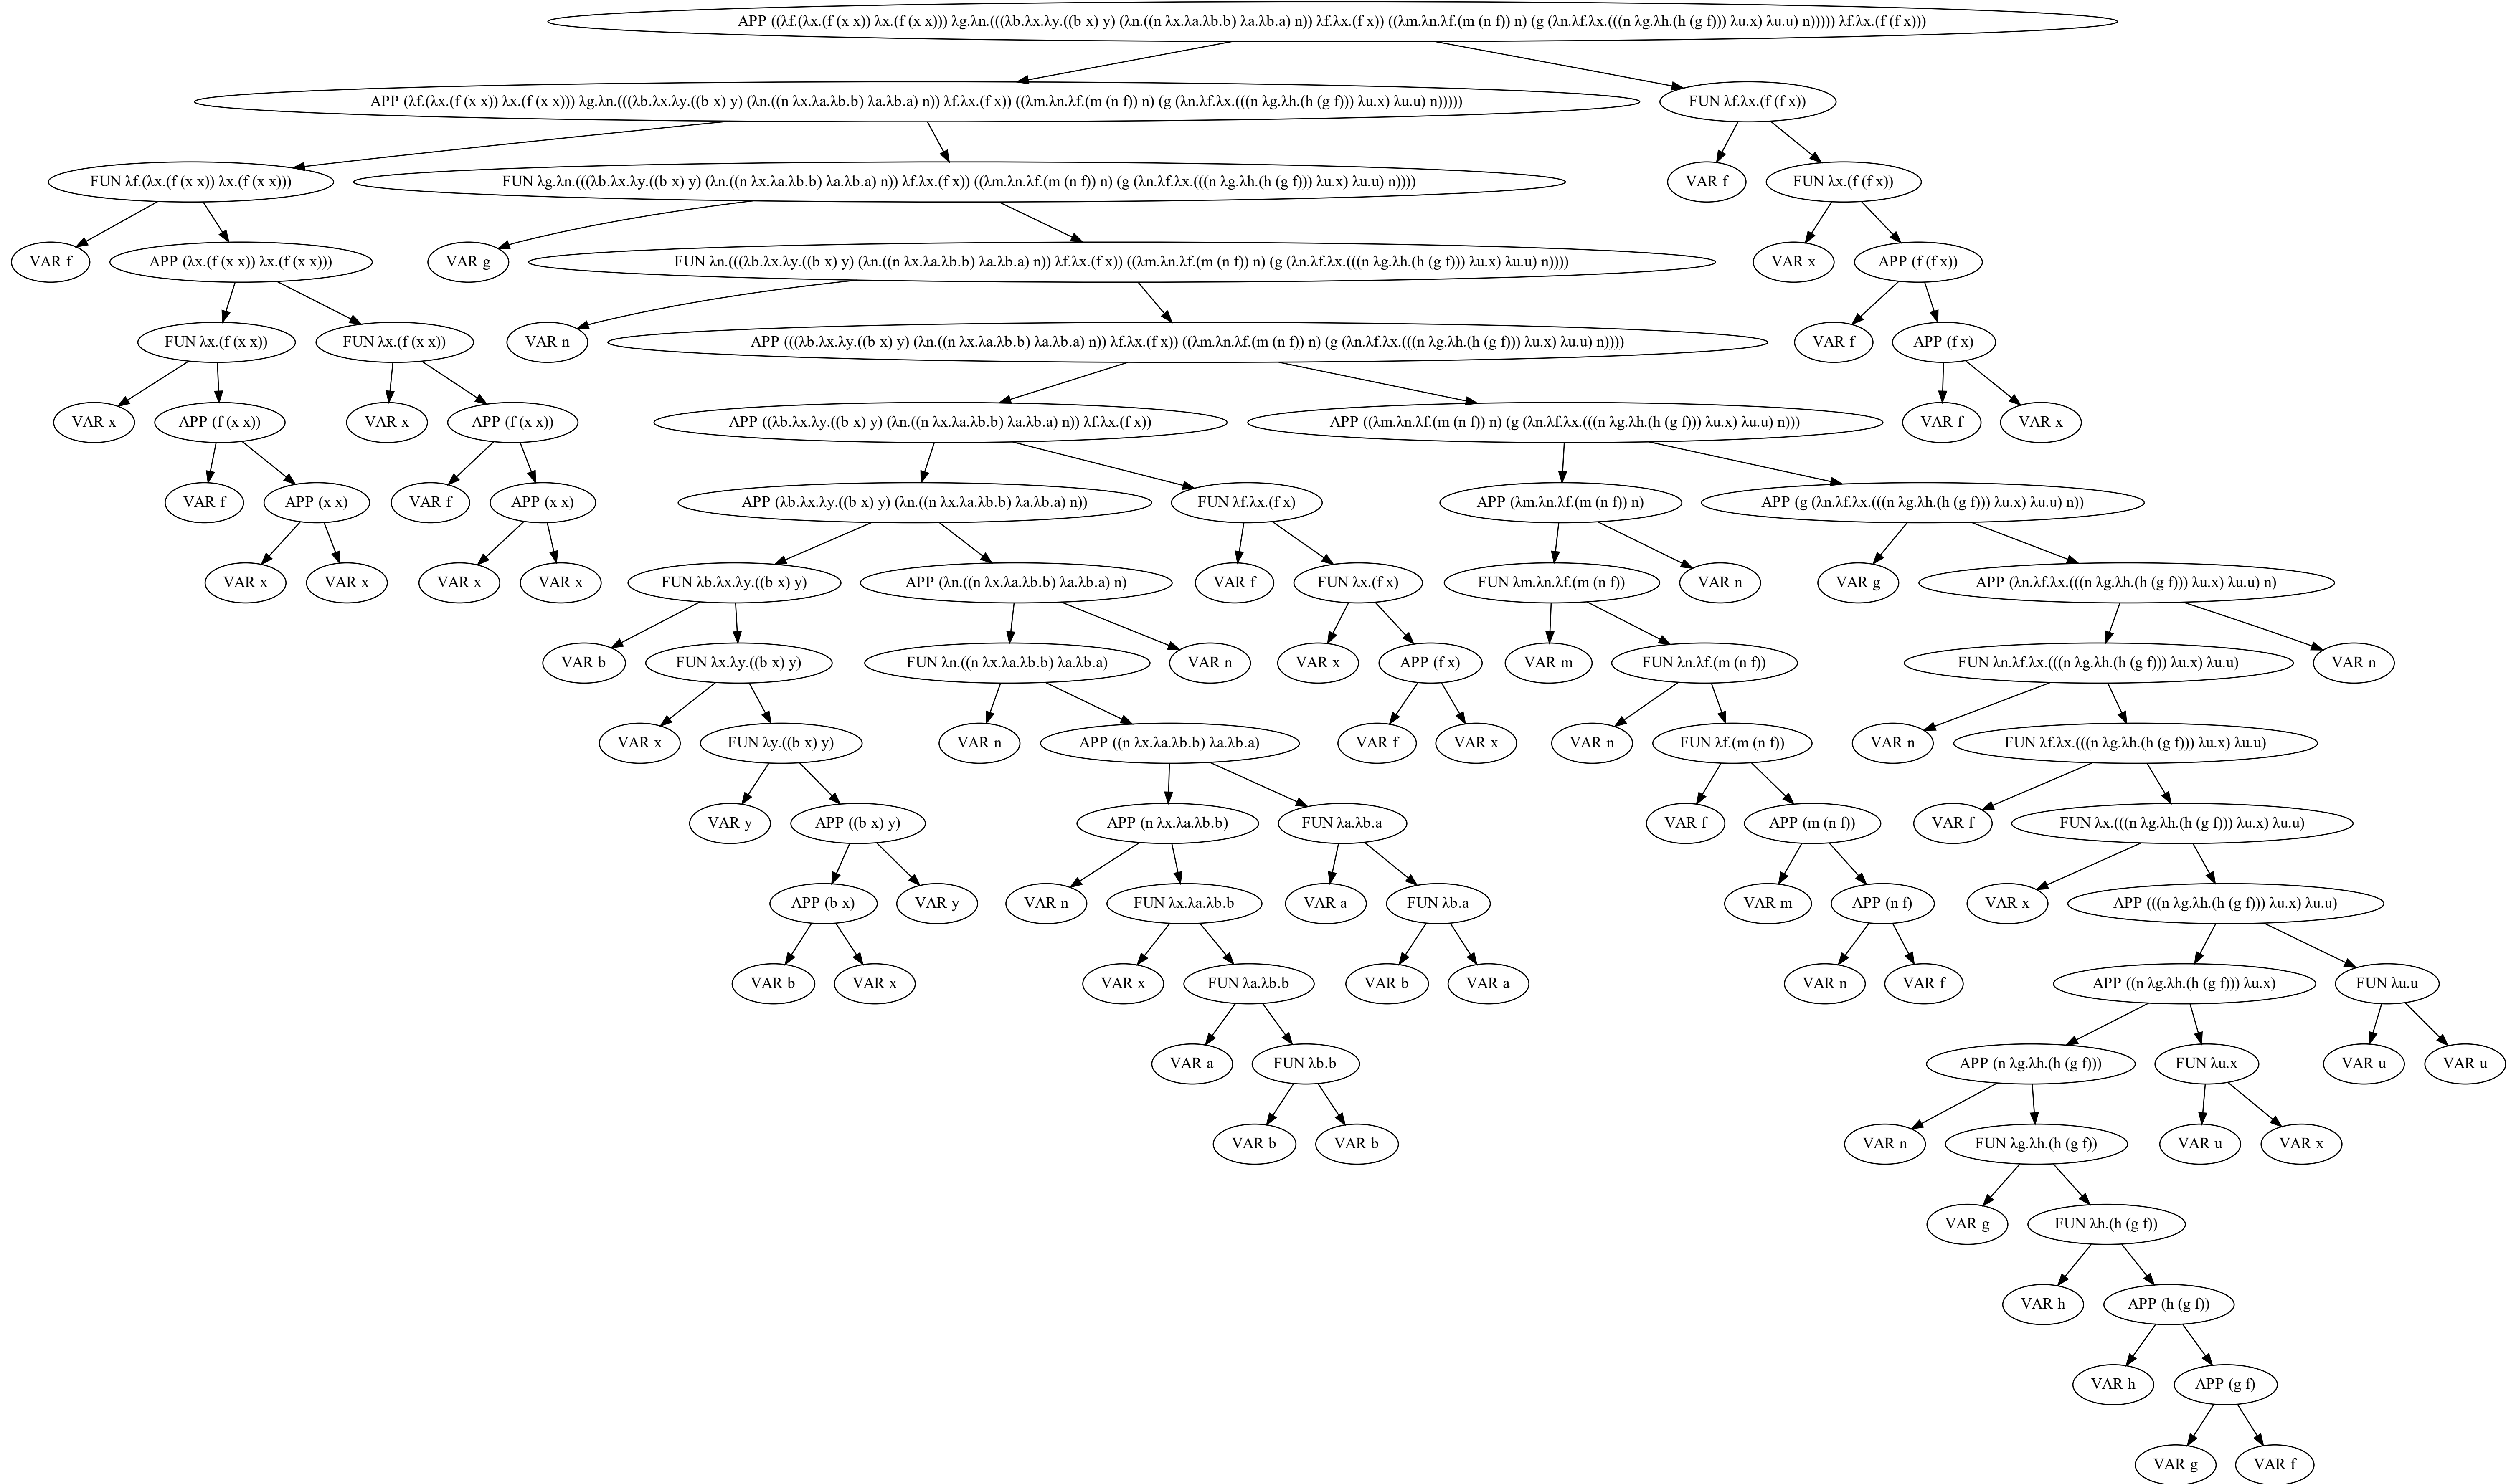 APP ((λf.(λx.(f (x x)) λx.(f (x x))) λg.λn.(((λb.λx.λy.((b x) y) (λn.((n λx.λa.λb.b) λa.λb.a) n)) λf.λx.(f x)) ((λm.λn.λf.(m (n f)) n) (g (λn.λf.λx.(((n λg.λh.(h (g f))) λu.x) λu.u) n))))) λf.λx.(f (f x)))
APP (λf.(λx.(f (x x)) λx.(f (x x))) λg.λn.(((λb.λx.λy.((b x) y) (λn.((n λx.λa.λb.b) λa.λb.a) n)) λf.λx.(f x)) ((λm.λn.λf.(m (n f)) n) (g (λn.λf.λx.(((n λg.λh.(h (g f))) λu.x) λu.u) n)))))
FUN λf.λx.(f (f x))
FUN λf.(λx.(f (x x)) λx.(f (x x)))
FUN λg.λn.(((λb.λx.λy.((b x) y) (λn.((n λx.λa.λb.b) λa.λb.a) n)) λf.λx.(f x)) ((λm.λn.λf.(m (n f)) n) (g (λn.λf.λx.(((n λg.λh.(h (g f))) λu.x) λu.u) n))))
VAR f
FUN λx.(f (f x))
VAR f
APP (λx.(f (x x)) λx.(f (x x)))
VAR g
FUN λn.(((λb.λx.λy.((b x) y) (λn.((n λx.λa.λb.b) λa.λb.a) n)) λf.λx.(f x)) ((λm.λn.λf.(m (n f)) n) (g (λn.λf.λx.(((n λg.λh.(h (g f))) λu.x) λu.u) n))))
VAR x
APP (f (f x))
FUN λx.(f (x x))
FUN λx.(f (x x))
VAR n
APP (((λb.λx.λy.((b x) y) (λn.((n λx.λa.λb.b) λa.λb.a) n)) λf.λx.(f x)) ((λm.λn.λf.(m (n f)) n) (g (λn.λf.λx.(((n λg.λh.(h (g f))) λu.x) λu.u) n))))
VAR f
APP (f x)
VAR x
APP (f (x x))
VAR x
APP (f (x x))
APP ((λb.λx.λy.((b x) y) (λn.((n λx.λa.λb.b) λa.λb.a) n)) λf.λx.(f x))
APP ((λm.λn.λf.(m (n f)) n) (g (λn.λf.λx.(((n λg.λh.(h (g f))) λu.x) λu.u) n)))
VAR f
VAR x
VAR f
APP (x x)
VAR f
APP (x x)
APP (λb.λx.λy.((b x) y) (λn.((n λx.λa.λb.b) λa.λb.a) n))
FUN λf.λx.(f x)
APP (λm.λn.λf.(m (n f)) n)
APP (g (λn.λf.λx.(((n λg.λh.(h (g f))) λu.x) λu.u) n))
VAR x
VAR x
VAR x
VAR x
FUN λb.λx.λy.((b x) y)
APP (λn.((n λx.λa.λb.b) λa.λb.a) n)
VAR f
FUN λx.(f x)
FUN λm.λn.λf.(m (n f))
VAR n
VAR g
APP (λn.λf.λx.(((n λg.λh.(h (g f))) λu.x) λu.u) n)
VAR b
FUN λx.λy.((b x) y)
FUN λn.((n λx.λa.λb.b) λa.λb.a)
VAR n
VAR x
APP (f x)
VAR m
FUN λn.λf.(m (n f))
FUN λn.λf.λx.(((n λg.λh.(h (g f))) λu.x) λu.u)
VAR n
VAR x
FUN λy.((b x) y)
VAR n
APP ((n λx.λa.λb.b) λa.λb.a)
VAR f
VAR x
VAR n
FUN λf.(m (n f))
VAR n
FUN λf.λx.(((n λg.λh.(h (g f))) λu.x) λu.u)
VAR y
APP ((b x) y)
APP (n λx.λa.λb.b)
FUN λa.λb.a
VAR f
APP (m (n f))
VAR f
FUN λx.(((n λg.λh.(h (g f))) λu.x) λu.u)
APP (b x)
VAR y
VAR n
FUN λx.λa.λb.b
VAR a
FUN λb.a
VAR m
APP (n f)
VAR x
APP (((n λg.λh.(h (g f))) λu.x) λu.u)
VAR b
VAR x
VAR x
FUN λa.λb.b
VAR b
VAR a
VAR n
VAR f
APP ((n λg.λh.(h (g f))) λu.x)
FUN λu.u
VAR a
FUN λb.b
APP (n λg.λh.(h (g f)))
FUN λu.x
VAR u
VAR u
VAR b
VAR b
VAR n
FUN λg.λh.(h (g f))
VAR u
VAR x
VAR g
FUN λh.(h (g f))
VAR h
APP (h (g f))
VAR h
APP (g f)
VAR g
VAR f